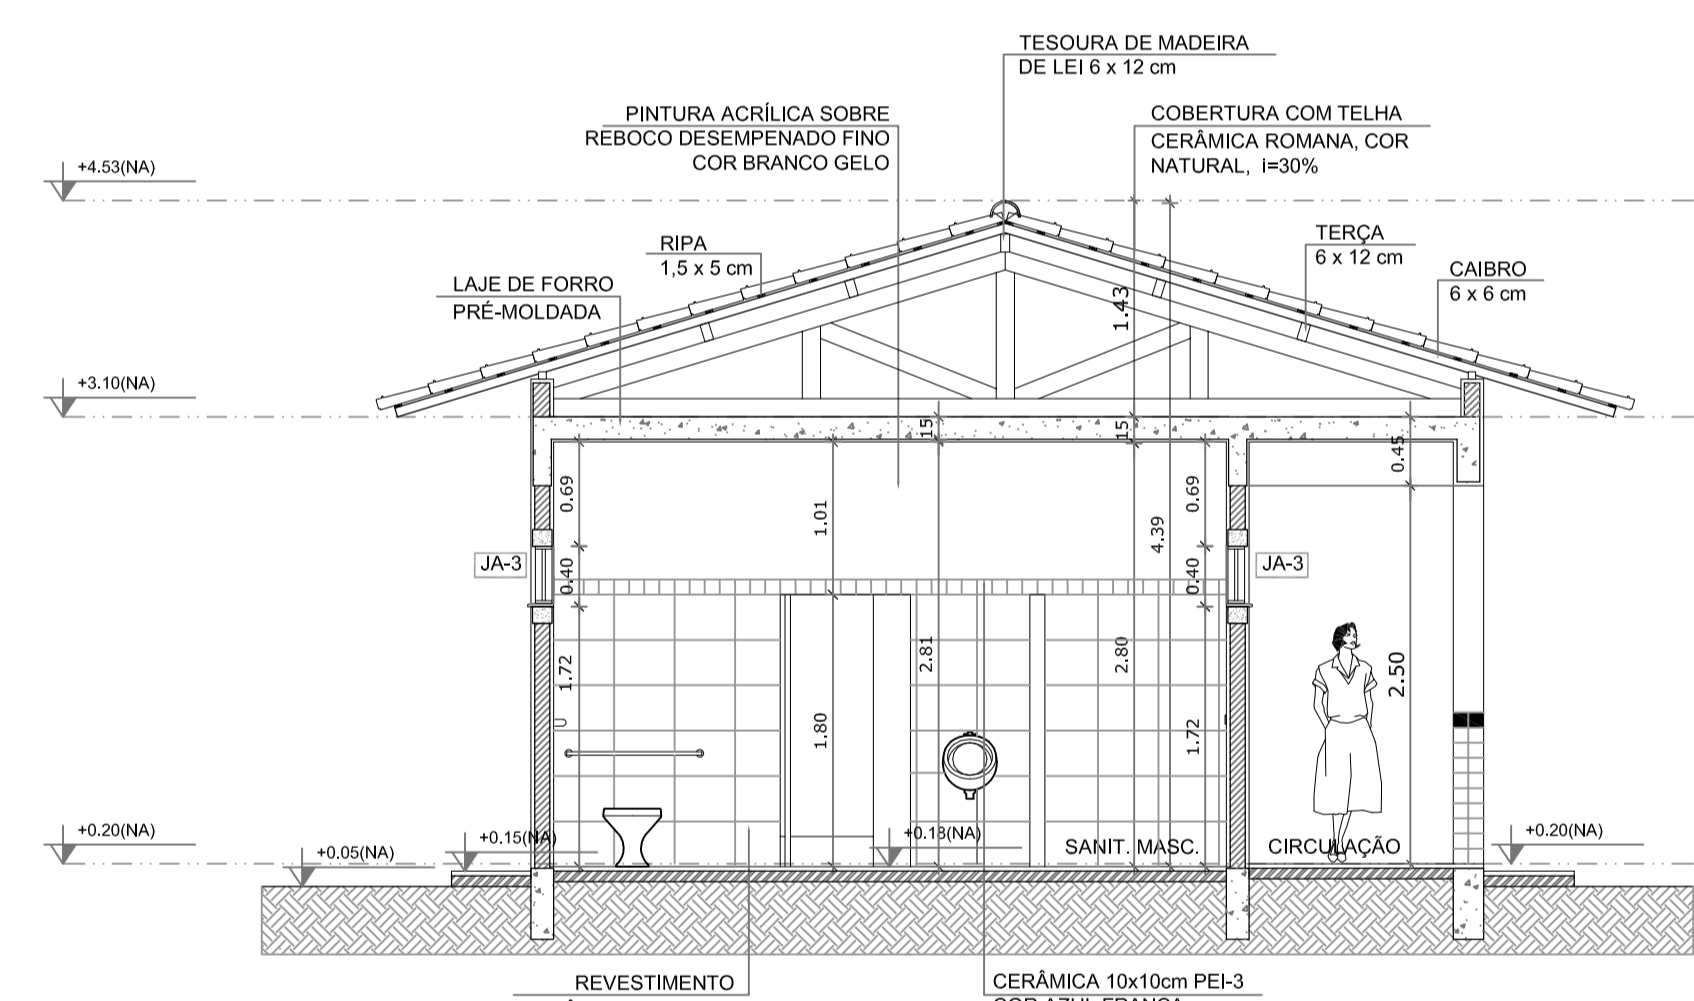 TESOURA DE MADEIRA
DE LEI 6 x 12 cm
PINTURA ACRÍLICA SOBRE
REBOCO DESEMPENADO FINO
COR BRANCO GELO
COBERTURA COM TELHA
CERÂMICA ROMANA, COR
NATURAL, i=30%
+4.53(NA)
RIPA
1,5 x 5 cm
TERÇA
6 x 12 cm
CAIBRO
6 x 6 cm
LAJE DE FORRO
PRÉ-MOLDADA
1.43
+3.10(NA)
15
15
0.45
0.69
1.01
0.69
4.39
JA-3
0.40
0.40
JA-3
1.72
2.81
2.80
2.50
1.80
1.72
+0.20(NA)
+0.05(NA)
+0.15(NA)
+0.18(NA)
SANIT. MASC.
CIRCULAÇÃO
+0.20(NA)
REVESTIMENTO
CERÂMICA 10x10cm PEI-3
COR AZUL FRANÇA